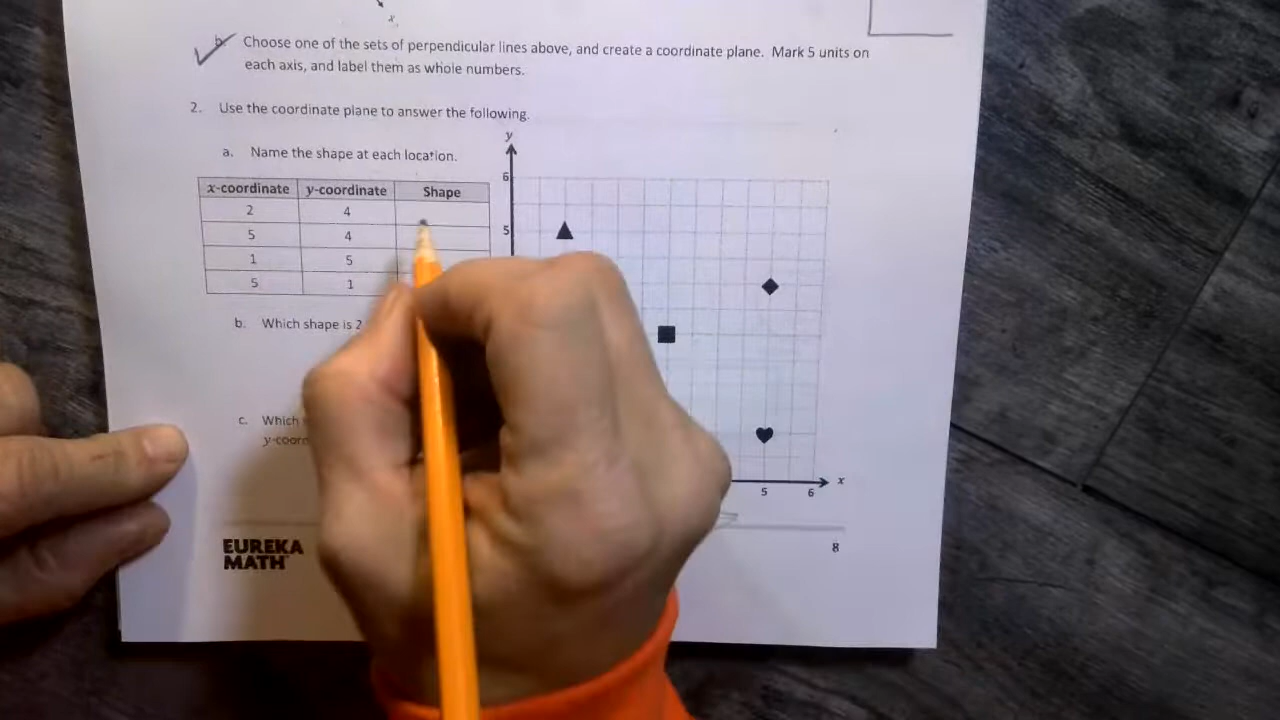 x
b. Choose one of the sets of perpendicular lines above, and create a coordinate plane. Mark 5 units on
each axis, and label them as whole numbers.
2. Use the coordinate plane to answer the following.
a. Name the shape at each location.
x-coordinate y-coordinate Shape
2 4
5 4
1 5
5 1
y
6
5
5 6 x
b. Which shape is 2
c. Which
y-coor
EUREKA
MATH
8